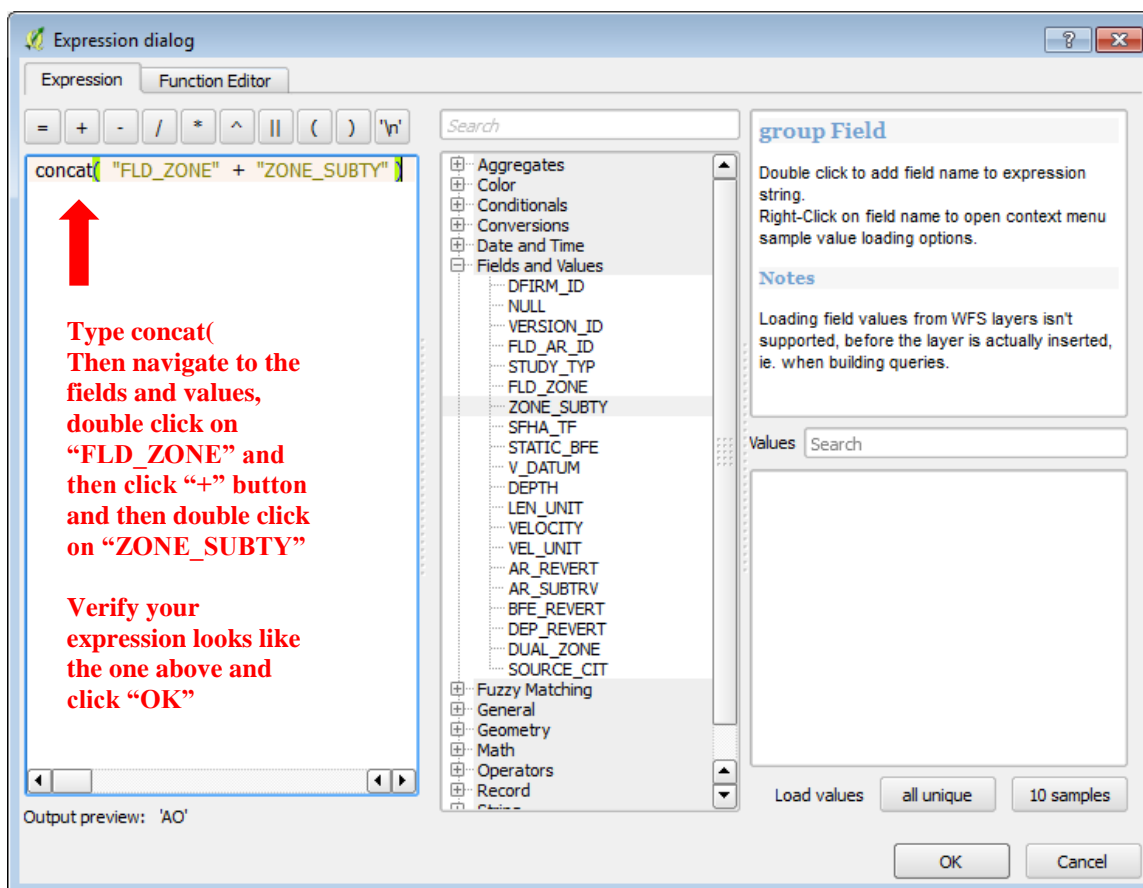 Expression dialog
Expression
Function Editor
= + - / * ^ || ( ) '\n'
concat( "FLD_ZONE" + "ZONE_SUBTY" )
Type concat(
Then navigate to the
fields and values,
double click on
“FLD_ZONE” and
then click “+” button
and then double click
on “ZONE_SUBTY”
Verify your
expression looks like
the one above and
click “OK”
Output preview: 'AO'
Search
Aggregates
Color
Conditionals
Conversions
Date and Time
Fields and Values
DFIRM_ID
NULL
VERSION_ID
FLD_AR_ID
STUDY_TYP
FLD_ZONE
ZONE_SUBTY
SFHA_TF
STATIC_BFE
V_DATUM
DEPTH
LEN_UNIT
VELOCITY
VEL_UNIT
AR_REVERT
AR_SUBTRV
BFE_REVERT
DEP_REVERT
DUAL_ZONE
SOURCE_CIT
Fuzzy Matching
General
Geometry
Math
Operators
Record
String
group Field
Double click to add field name to expression
string.
Right-Click on field name to open context menu
sample value loading options.
Notes
Loading field values from WFS layers isn't
supported, before the layer is actually inserted,
ie. when building queries.
Values Search
Load values all unique 10 samples
OK Cancel